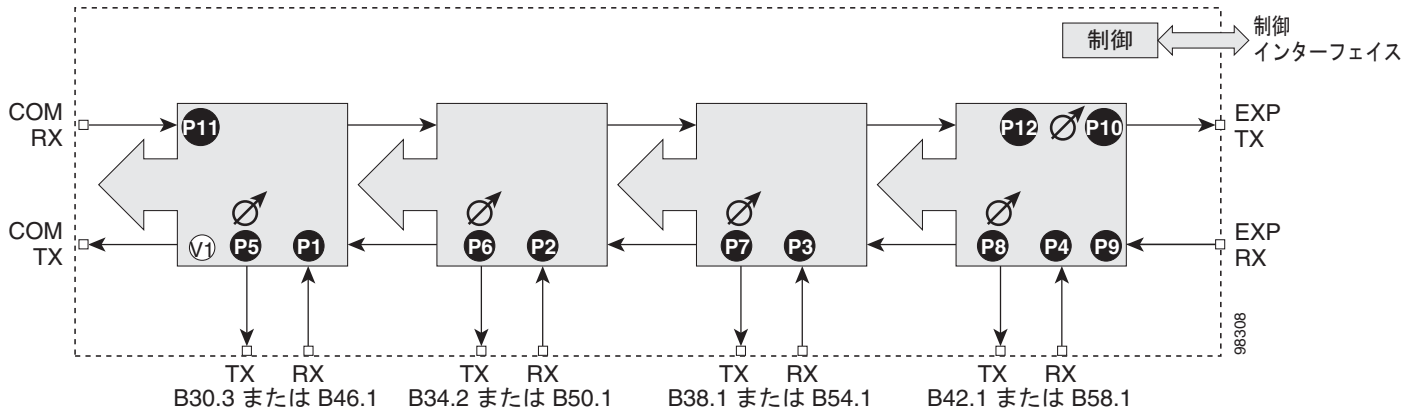 制御
制御
インターフェイス
COM
RX
P11
P12
P10
EXP
TX
COM
TX
V1
P5
P1
P6
P2
P7
P3
P8
P4
P9
EXP
RX
98308
TX
RX
TX
RX
TX
RX
TX
RX
B30.3 または B46.1
B34.2 または B50.1
B38.1 または B54.1
B42.1 または B58.1